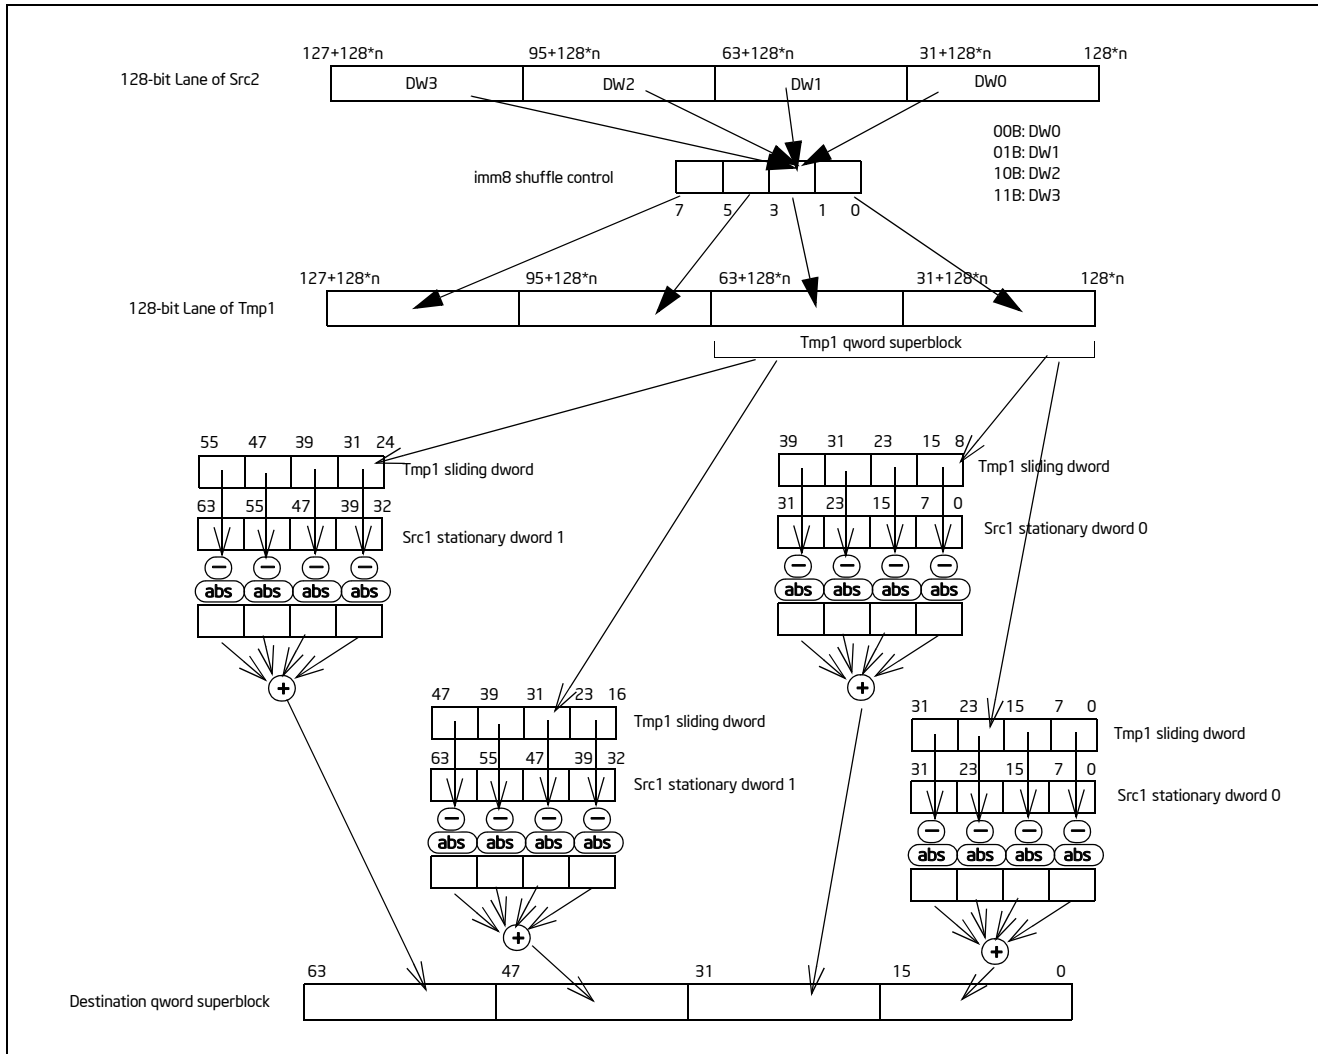 127+128*n 95+128*n 63+128*n 31+128*n 128*n
128-bit Lane of Src2
DW3 DW2 DW1 DW0
00B: DW0
01B: DW1
10B: DW2
11B: DW3
imm8 shuffle control
7 5 3 1 0
127+128*n 95+128*n 63+128*n 31+128*n 128*n
128-bit Lane of Tmp1
Tmp1 qword superblock
55 47 39 31 24
Tmp1 sliding dword
63 55 47 39 32
Src1 stationary dword 1
− − − −
abs abs abs abs
+
39 31 23 15 8
Tmp1 sliding dword
31 23 15 7 0
Src1 stationary dword 0
− − − −
abs abs abs abs
+
47 39 31 23 16
Tmp1 sliding dword
63 55 47 39 32
Src1 stationary dword 1
− − − −
abs abs abs abs
+
31 23 15 7 0
Tmp1 sliding dword
31 23 15 7 0
Src1 stationary dword 0
− − − −
abs abs abs abs
+
63 47 31 15 0
Destination qword superblock